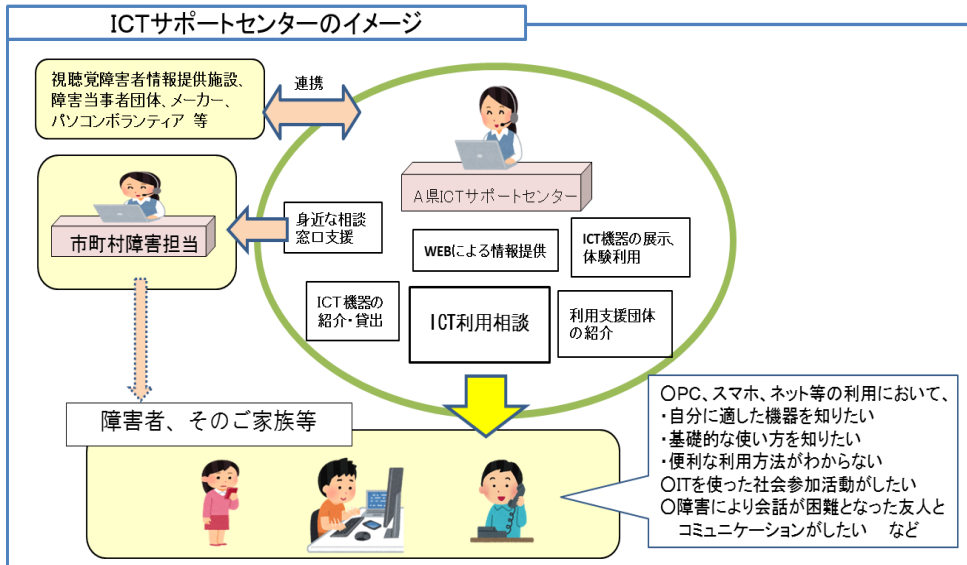 ICTサポートセンターのイメージ
視聴覚障害者情報提供施設、
障害当事者団体、メーカー、
パソコンボランティア 等
連携
A県ICTサポートセンター
市町村障害担当
身近な相談
窓口支援
WEBによる情報提供
ICT機器の展示、
体験利用
ICT機器の
紹介・貸出
ICT利用相談
利用支援団体
の紹介
障害者、そのご家族等
○PC、スマホ、ネット等の利用において、
・自分に適した機器を知りたい
・基礎的な使い方を知りたい
・便利な利用方法がわからない
○ITを使った社会参加活動がしたい
○障害により会話が困難となった友人と
コミュニケーションがしたい など